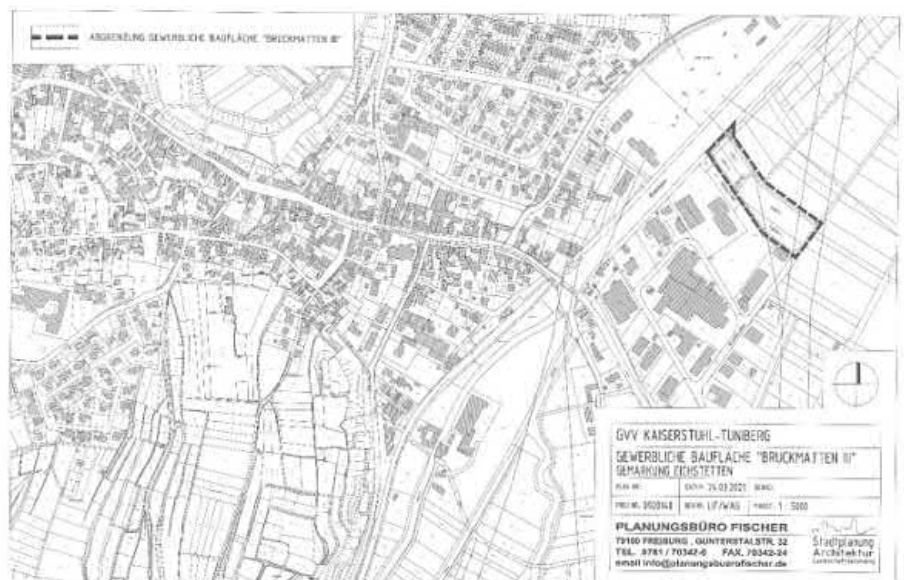 ABGRENZUNG GEWERBLICHE BAUFLÄCHE "BRUCKMATTEN III"
GVV KAISERSTUHL-TUNIBERG
GEWERBLICHE BAUFLÄCHE "BRUCKMATTEN III"
GEMARKUNG EICHSTETTEN
DATUM 24.03.2021
1 : 5000
PLANUNGSBÜRO FISCHER
79100 FREIBURG , GÜNTERSTALSTR. 32
TEL. 0761 / 70342-0 FAX. 70342-24
email info@planungsbuerofischer.de
Stadtplanung
Architektur
Landschaftsplanung